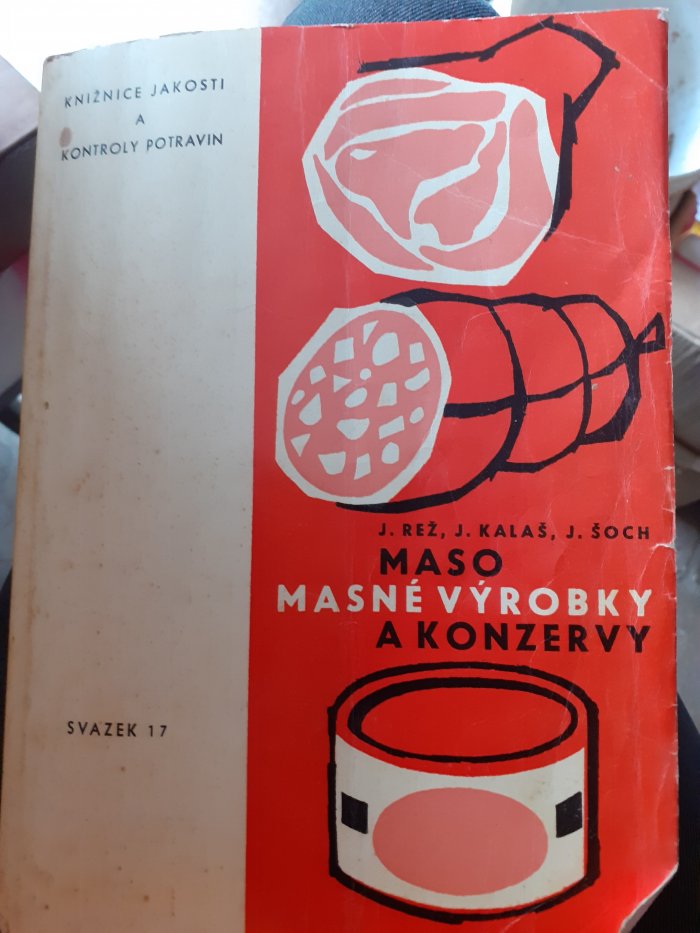 KNIŽNICE JAKOSTI
A
KONTROLY POTRAVIN
J. REŽ, J. KALAŠ, J. ŠOCH
MASO
MASNÉ VÝROBKY
A KONZERVY
SVAZEK 17